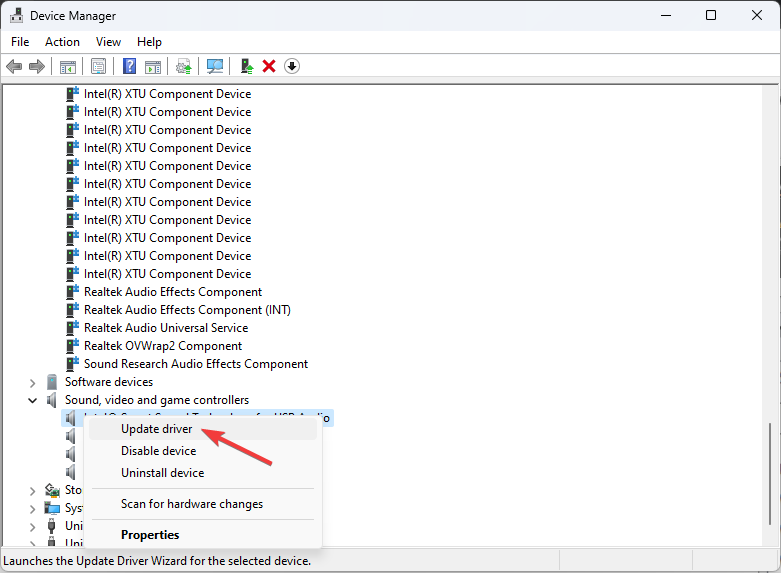 Device Manager
File Action View Help
Intel(R) XTU Component Device
Intel(R) XTU Component Device
Intel(R) XTU Component Device
Intel(R) XTU Component Device
Intel(R) XTU Component Device
Intel(R) XTU Component Device
Intel(R) XTU Component Device
Intel(R) XTU Component Device
Intel(R) XTU Component Device
Intel(R) XTU Component Device
Intel(R) XTU Component Device
Realtek Audio Effects Component
Realtek Audio Effects Component (INT)
Realtek Audio Universal Service
Realtek OVWrap2 Component
Sound Research Audio Effects Component
Software devices
Sound, video and game controllers
Update driver
Disable device
Uninstall device
Sto
Scan for hardware changes
Sys
Uni
Properties
Uni
Launches the Update Driver Wizard for the selected device.